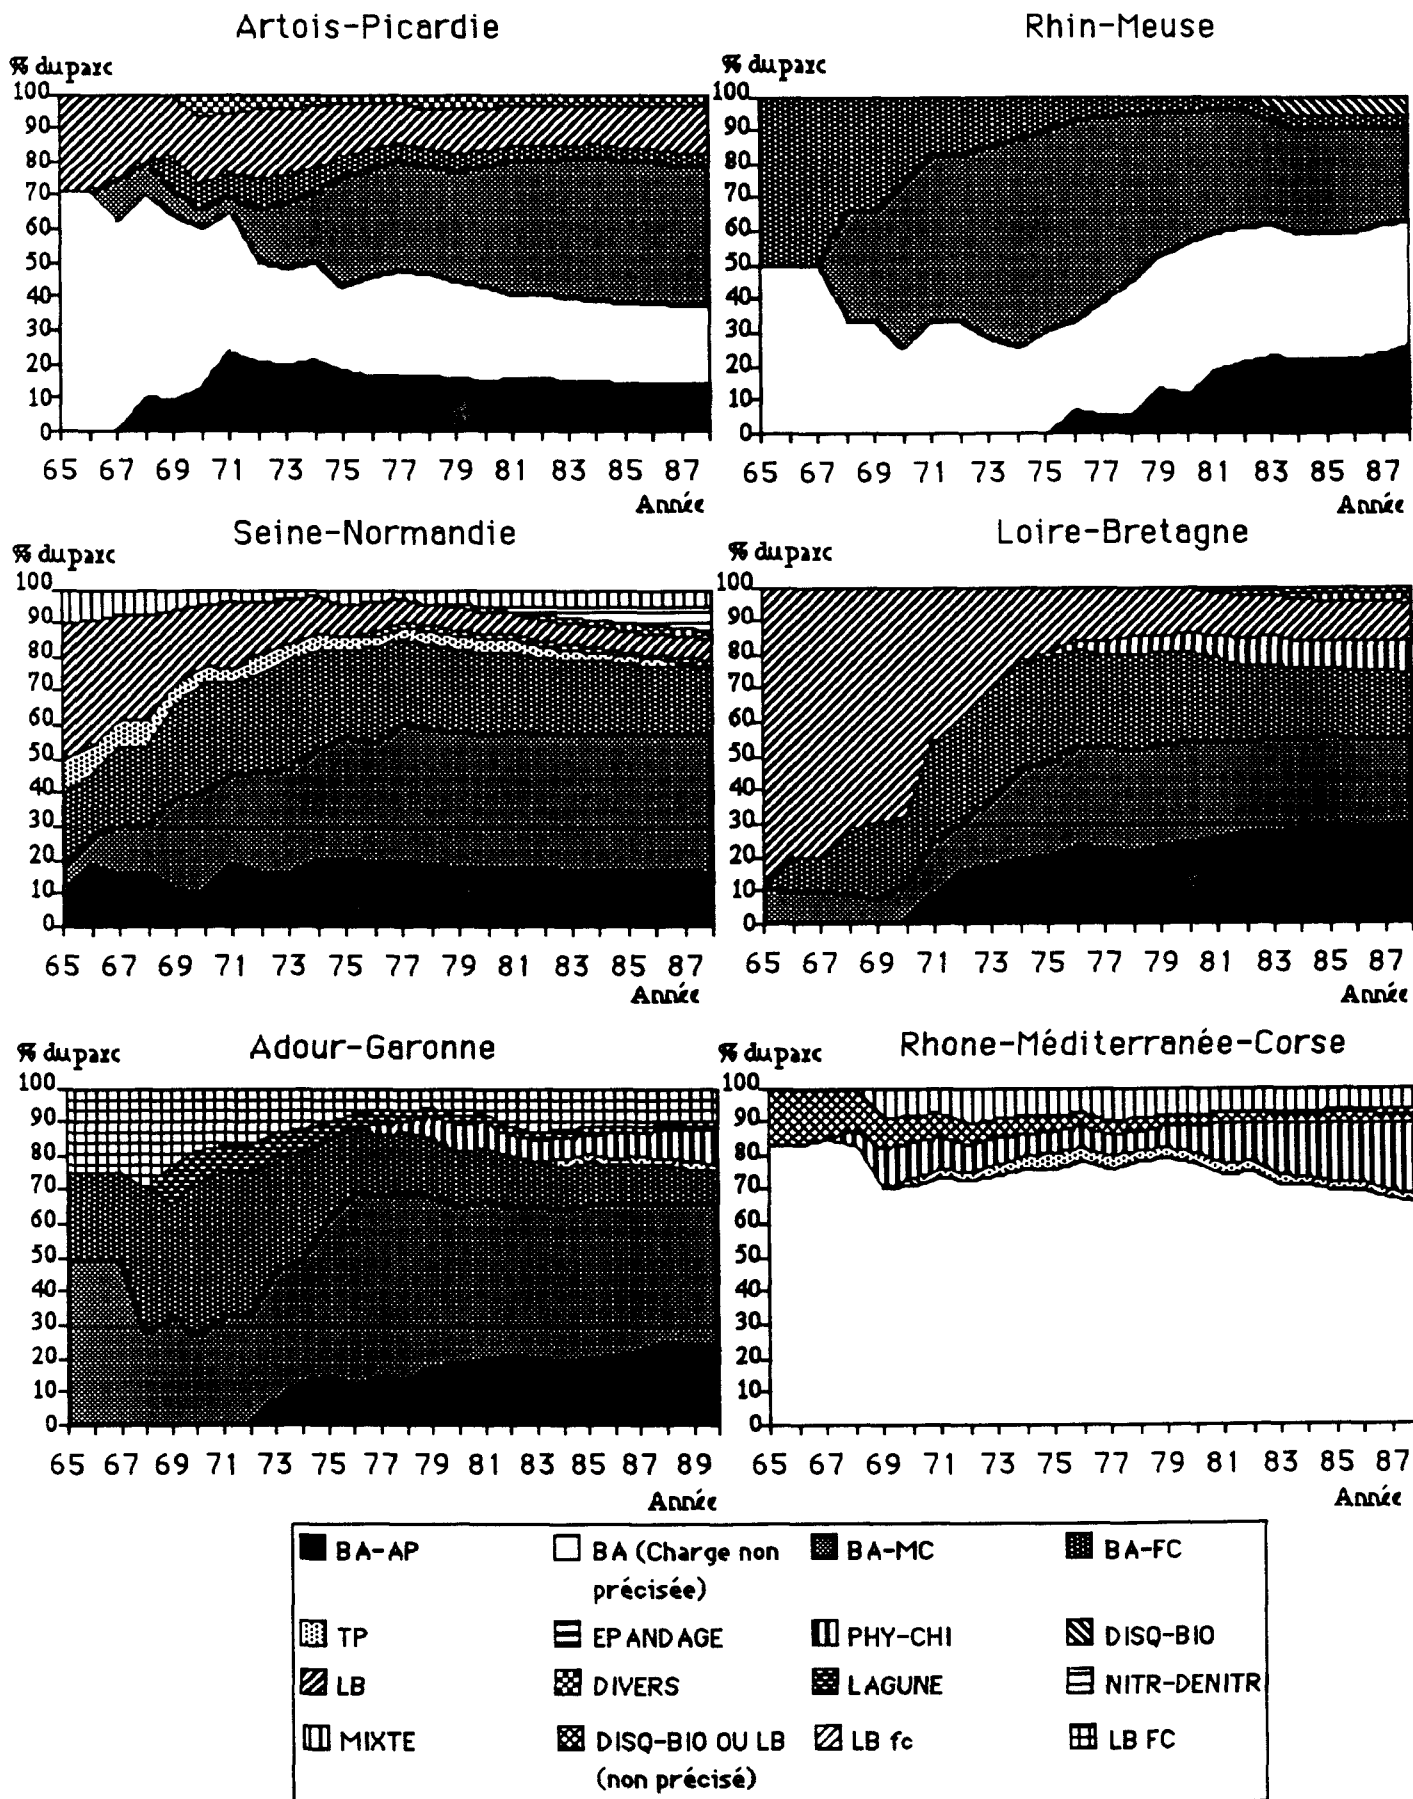 Artois-Picardie
% du parc
100
90
80
70
60
50
40
30
20
10
0
65 67 69 71 73 75 77 79 81 83 85 87
Année
Rhin-Meuse
% du parc
100
90
80
70
60
50
40
30
20
10
0
65 67 69 71 73 75 77 79 81 83 85 87
Année
Seine-Normandie
% du parc
100
90
80
70
60
50
40
30
20
10
0
65 67 69 71 73 75 77 79 81 83 85 87
Année
Loire-Bretagne
% du parc
100
90
80
70
60
50
40
30
20
10
0
65 67 69 71 73 75 77 79 81 83 85 87
Année
Adour-Garonne
% du parc
100
90
80
70
60
50
40
30
20
10
0
65 67 69 71 73 75 77 79 81 83 85 87 89
Année
Rhone-Méditerranée-Corse
% du parc
100
90
80
70
60
50
40
30
20
10
0
65 67 69 71 73 75 77 79 81 83 85 87
Année
BA-AP
BA (Charge non
précisée)
BA-MC
BA-FC
TP
EPANDAGE
PHY-CHI
DISQ-BIO
LB
DIVERS
LAGUNE
NITR-DENITR
MIXTE
DISQ-BIO OU LB
(non précisé)
LB fc
LB FC